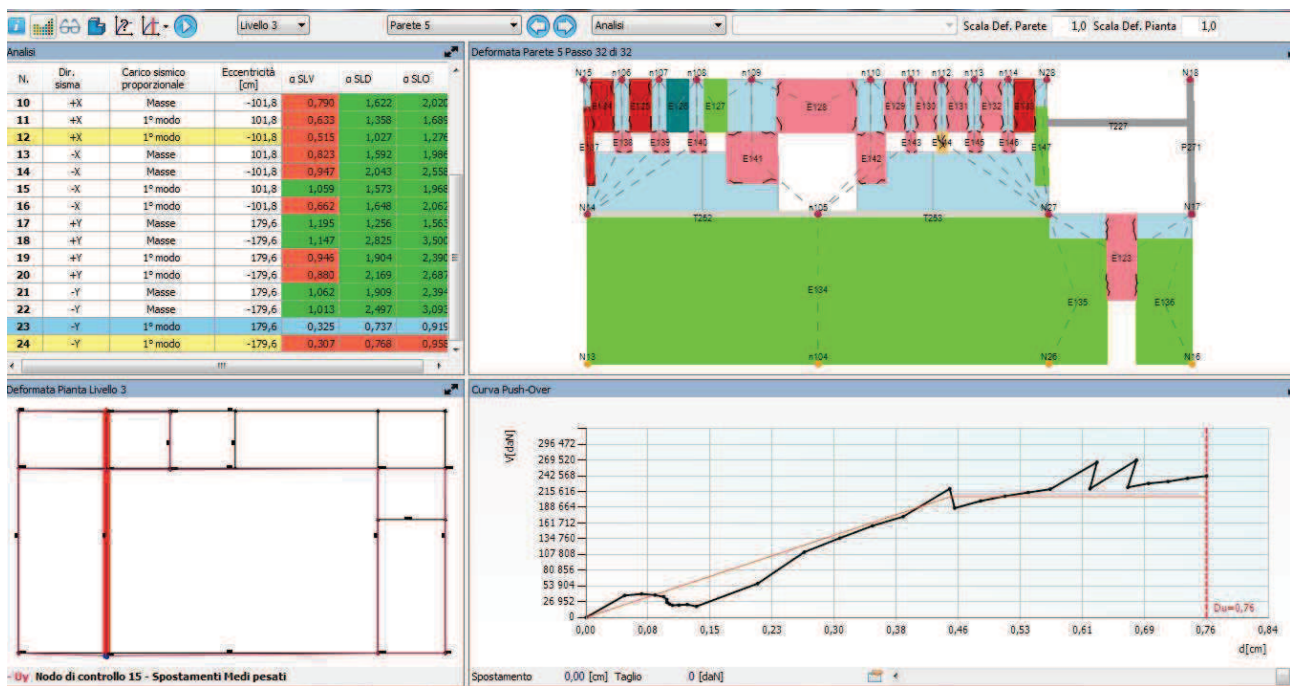 Livello 3
Parete 5
Analisi
Scala Def. Parete 1,0 Scala Def. Pianta 1,0
Analisi
N. Dir. sisma Carico sismico proporzionale Eccentricità [cm] α SLV α SLD α SLO
10 +X Masse -101,8 0,790 1,622 2,020
11 +X 1° modo 101,8 0,633 1,358 1,689
12 +X 1° modo -101,8 0,515 1,027 1,276
13 -X Masse 101,8 0,823 1,592 1,986
14 -X Masse -101,8 0,947 2,043 2,558
15 -X 1° modo 101,8 1,059 1,573 1,968
16 -X 1° modo -101,8 0,662 1,648 2,062
17 +Y Masse 179,6 1,195 1,256 1,563
18 +Y Masse -179,6 1,147 2,825 3,500
19 +Y 1° modo 179,6 0,946 1,904 2,390
20 +Y 1° modo -179,6 0,880 2,169 2,687
21 -Y Masse 179,6 1,062 1,909 2,394
22 -Y Masse -179,6 1,013 2,497 3,093
23 -Y 1° modo 179,6 0,325 0,737 0,919
24 -Y 1° modo -179,6 0,307 0,768 0,958
Deformata Parete 5 Passo 32 di 32
N15 n106 n107 n108 n109 n110 n111 n112 n113 n114 N28 N18
E125 E126 E127 E128 E129 E130 E131 E132
T227
E138 E139 E140 E141 E142 E143 E145 E146 E147 P271
N14 n105 N27 N17
T252 T253
E123
E134 E135 E136
N13 n104 N26 N16
Deformata Pianta Livello 3
- Uy Nodo di controllo 15 - Spostamenti Medi pesati
Curva Push-Over
V[daN]
296 472
269 520
242 568
215 616
188 664
161 712
134 760
107 808
80 856
53 904
26 952
0
Du=0,76
0,00 0,08 0,15 0,23 0,30 0,38 0,46 0,53 0,61 0,69 0,76 0,84
d[cm]
Spostamento 0,00 [cm] Taglio 0 [daN]